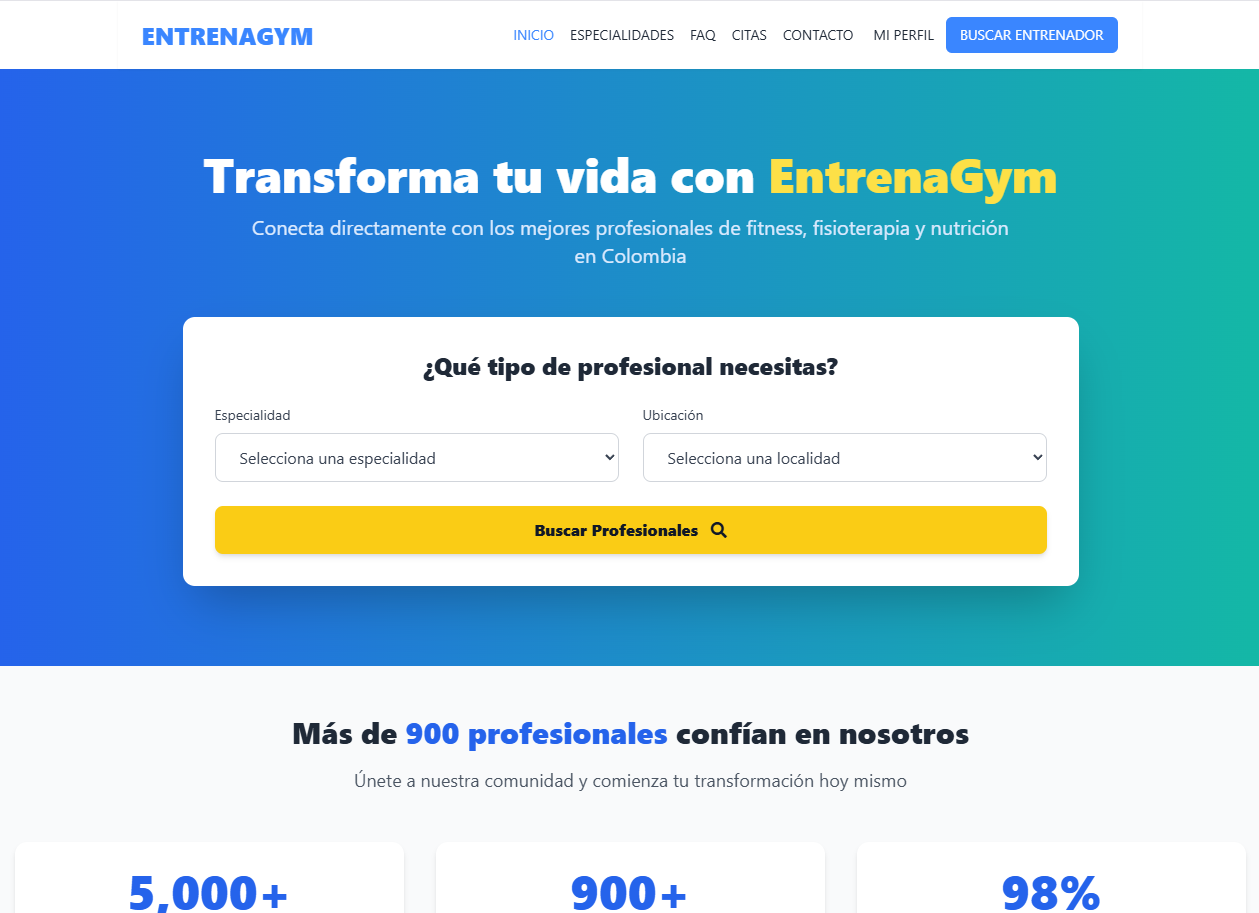 ENTRENAGYM
INICIO ESPECIALIDADES FAQ CITAS CONTACTO MI PERFIL BUSCAR ENTRENADOR
Transforma tu vida con EntrenaGym
Conecta directamente con los mejores profesionales de fitness, fisioterapia y nutrición
en Colombia
¿Qué tipo de profesional necesitas?
Especialidad
Selecciona una especialidad
Ubicación
Selecciona una localidad
Buscar Profesionales
Más de 900 profesionales confían en nosotros
Únete a nuestra comunidad y comienza tu transformación hoy mismo
5,000+
900+
98%